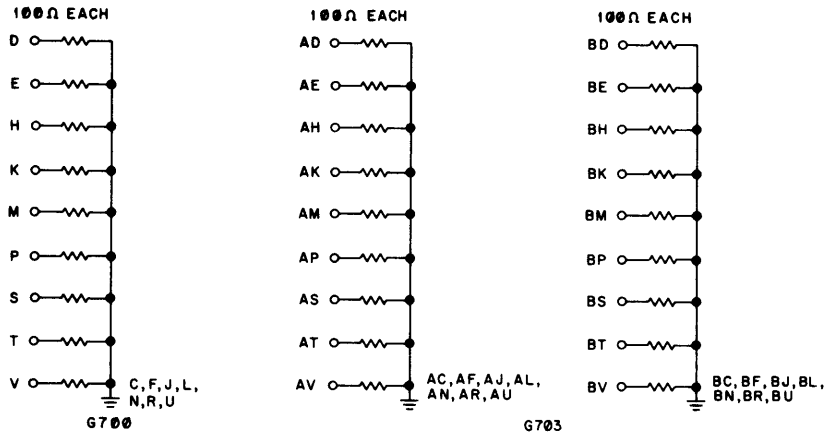 100Ω EACH
D
E
H
K
M
P
S
T
V
C, F, J, L,
N, R, U
G700
100Ω EACH
AD
AE
AH
AK
AM
AP
AS
AT
AV
AC, AF, AJ, AL,
AN, AR, AU
100Ω EACH
BD
BE
BH
BK
BM
BP
BS
BT
BV
BC, BF, BJ, BL,
BN, BR, BU
G703